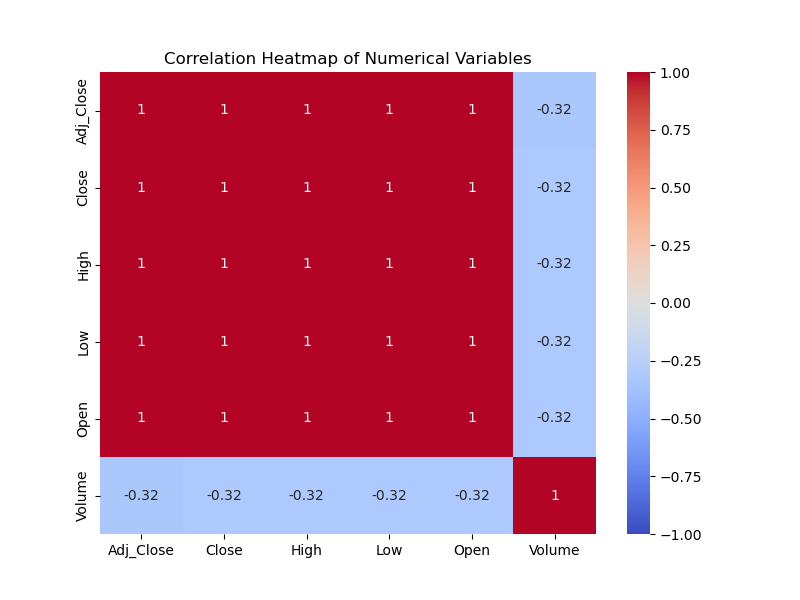 Correlation Heatmap of Numerical Variables
Adj_Close 1 1 1 1 1 -0.32
Close 1 1 1 1 1 -0.32
High 1 1 1 1 1 -0.32
Low 1 1 1 1 1 -0.32
Open 1 1 1 1 1 -0.32
Volume -0.32 -0.32 -0.32 -0.32 -0.32 1
Adj_Close Close High Low Open Volume
1.00
0.75
0.50
0.25
0.00
−0.25
−0.50
−0.75
−1.00